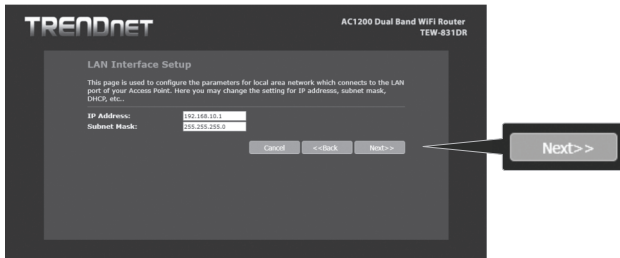 TRENDNET
AC1200 Dual Band WiFi Router
TEW-831DR
LAN Interface Setup
This page is used to configure the parameters for local area network which connects to the LAN
port of your Access Point. Here you may change the setting for IP addresss, subnet mask,
DHCP, etc..
IP Address: 192.168.10.1
Subnet Mask: 255.255.255.0
Cancel <<Back Next>>
Next>>